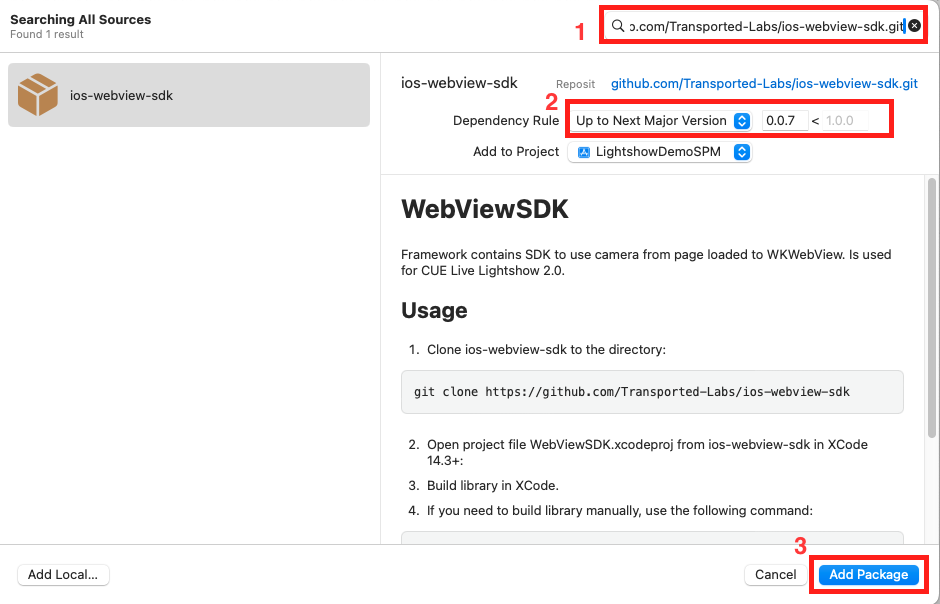 Searching All Sources
Found 1 result
1
o.com/Transported-Labs/ios-webview-sdk.git
ios-webview-sdk
ios-webview-sdk
Reposit
github.com/Transported-Labs/ios-webview-sdk.git
2
Dependency Rule
Up to Next Major Version
0.0.7
<
1.0.0
Add to Project
LightshowDemoSPM
WebViewSDK
Framework contains SDK to use camera from page loaded to WKWebView. Is used
for CUE Live Lightshow 2.0.
Usage
1. Clone ios-webview-sdk to the directory:
git clone https://github.com/Transported-Labs/ios-webview-sdk
2. Open project file WebViewSDK.xcodeproj from ios-webview-sdk in XCode
14.3+:
3. Build library in XCode.
4. If you need to build library manually, use the following command:
3
Add Local...
Cancel
Add Package